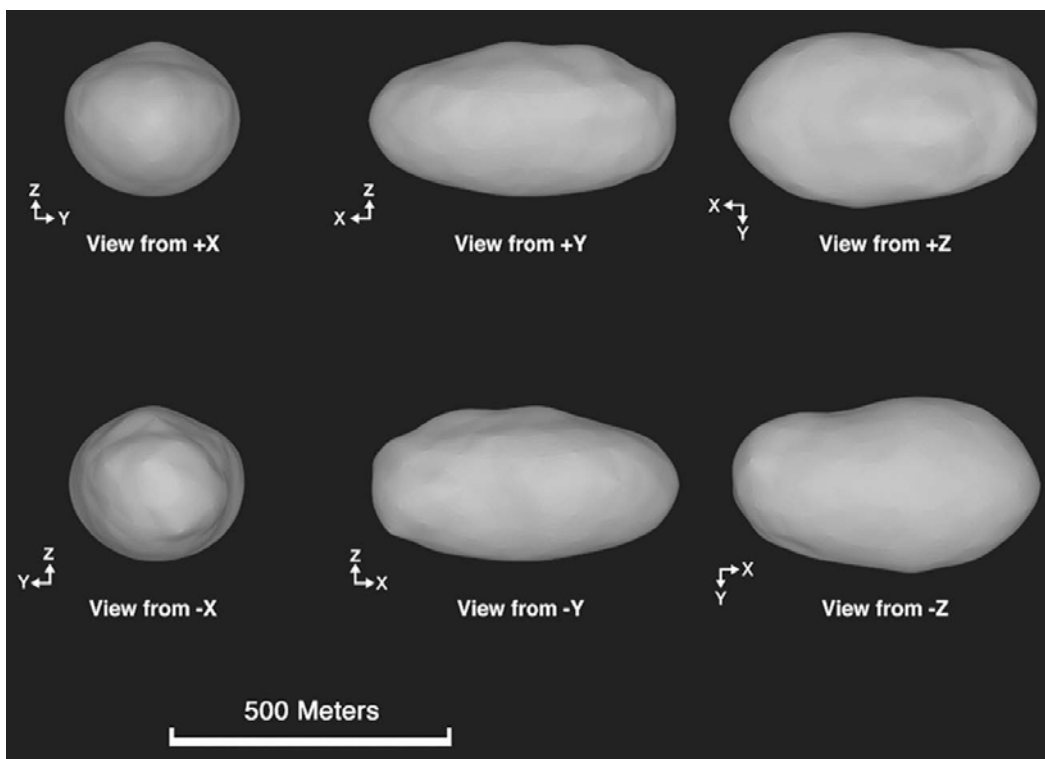 Z
Y
View from +X
Z
X
View from +Y
X
Y
View from +Z
Z
Y
View from -X
Z
X
View from -Y
X
Y
View from -Z
500 Meters